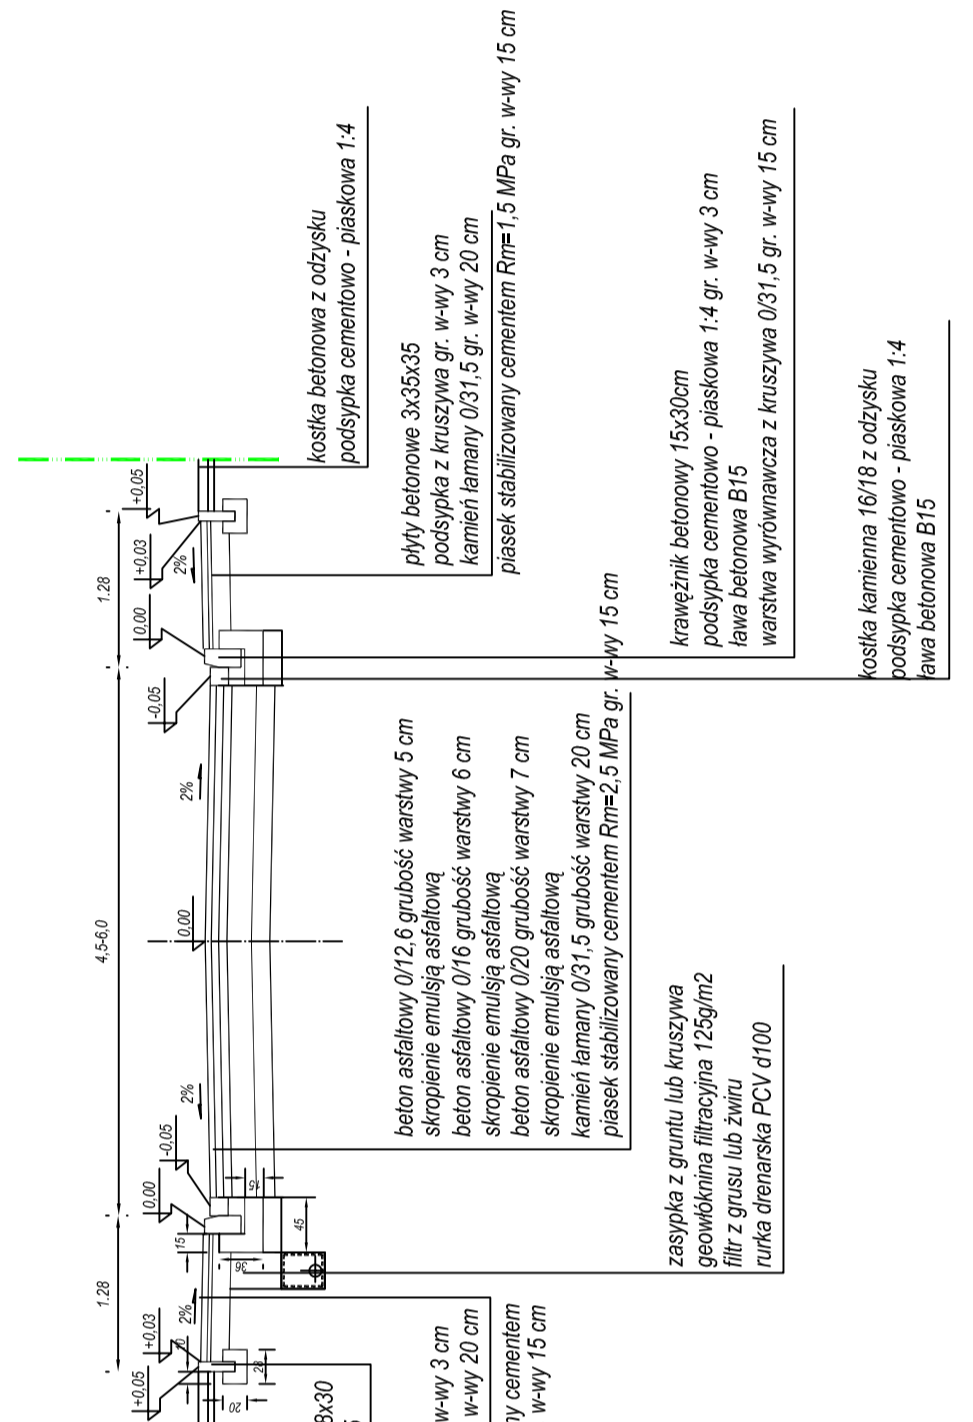 kostka betonowa z odzysku
podsypka cementowo - piaskowa 1:4
płyty betonowe 3x35x35
podsypka z kruszywa gr. w-wy 3 cm
kamień łamany 0/31,5 gr. w-wy 20 cm
piasek stabilizowany cementem Rm=1,5 MPa gr. w-wy 15 cm
krawężnik betonowy 15x30cm
podsypka cementowo - piaskowa 1:4 gr. w-wy 3 cm
ława betonowa B15
warstwa wyrównawcza z kruszywa 0/31,5 gr. w-wy 15 cm
kostka kamienna 16/18 z odzysku
podsypka cementowo - piaskowa 1:4
ława betonowa B15
beton asfaltowy 0/12,6 grubość warstwy 5 cm
skropienie emulsją asfaltową
beton asfaltowy 0/16 grubość warstwy 6 cm
skropienie emulsją asfaltową
beton asfaltowy 0/20 grubość warstwy 7 cm
skropienie emulsją asfaltową
kamień łamany 0/31,5 grubość warstwy 20 cm
piasek stabilizowany cementem Rm=2,5 MPa gr. w-wy 15 cm
zasypka z gruntu lub kruszywa
geowłóknina filtracyjna 125g/m2
filtr z grusu lub żwiru
rurka drenarska PCV d100
8x30
w-wy 3 cm
w-wy 20 cm
ny cementem
w-wy 15 cm
1.28
4,5-6,0
1.28
+0,05
+0,03
0,00
-0,05
0,00
-0,05
0,00
+0,03
+0,05
2%
2%
2%
2%
15
15
45
36
28
20